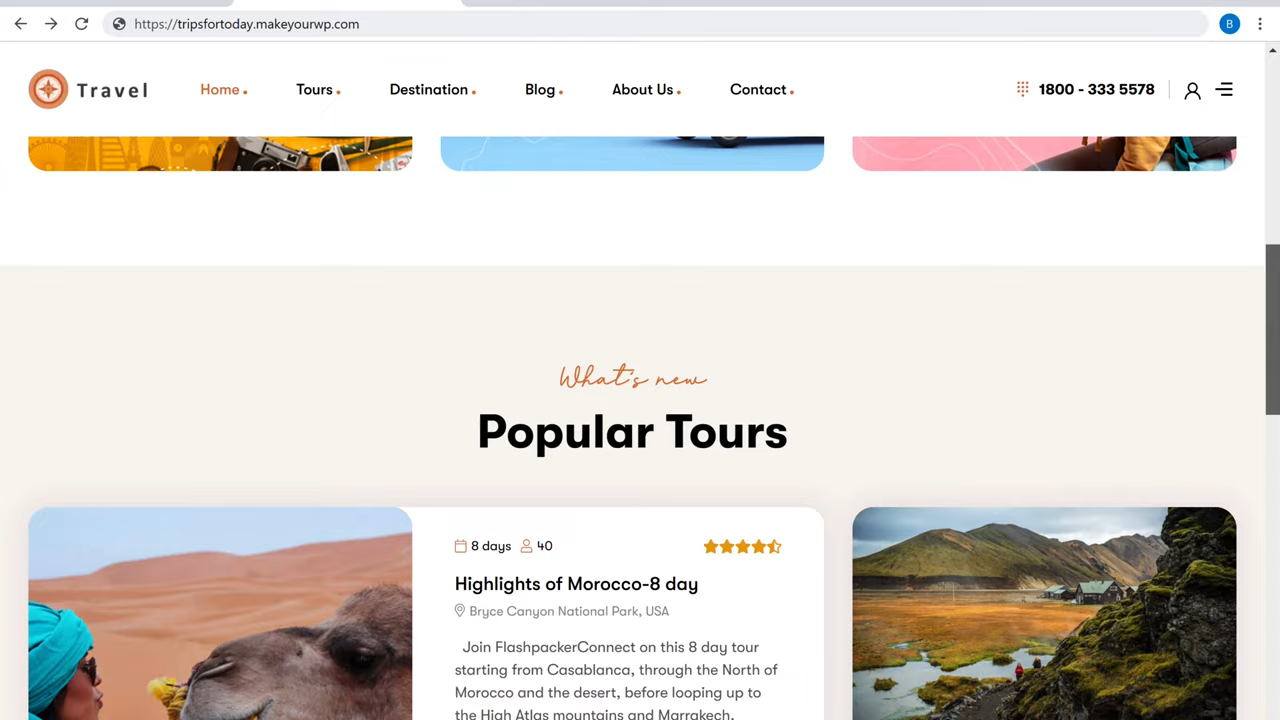 https://tripsfortoday.makeyourwp.com
B
Travel
Home
Tours
Destination
Blog
About Us
Contact
1800 - 333 5578
What's new
Popular Tours
8 days 40
Highlights of Morocco-8 day
Bryce Canyon National Park, USA
Join FlashpackerConnect on this 8 day tour
starting from Casablanca, through the North of
Morocco and the desert, before looping up to
the High Atlas mountains and Marrakech.